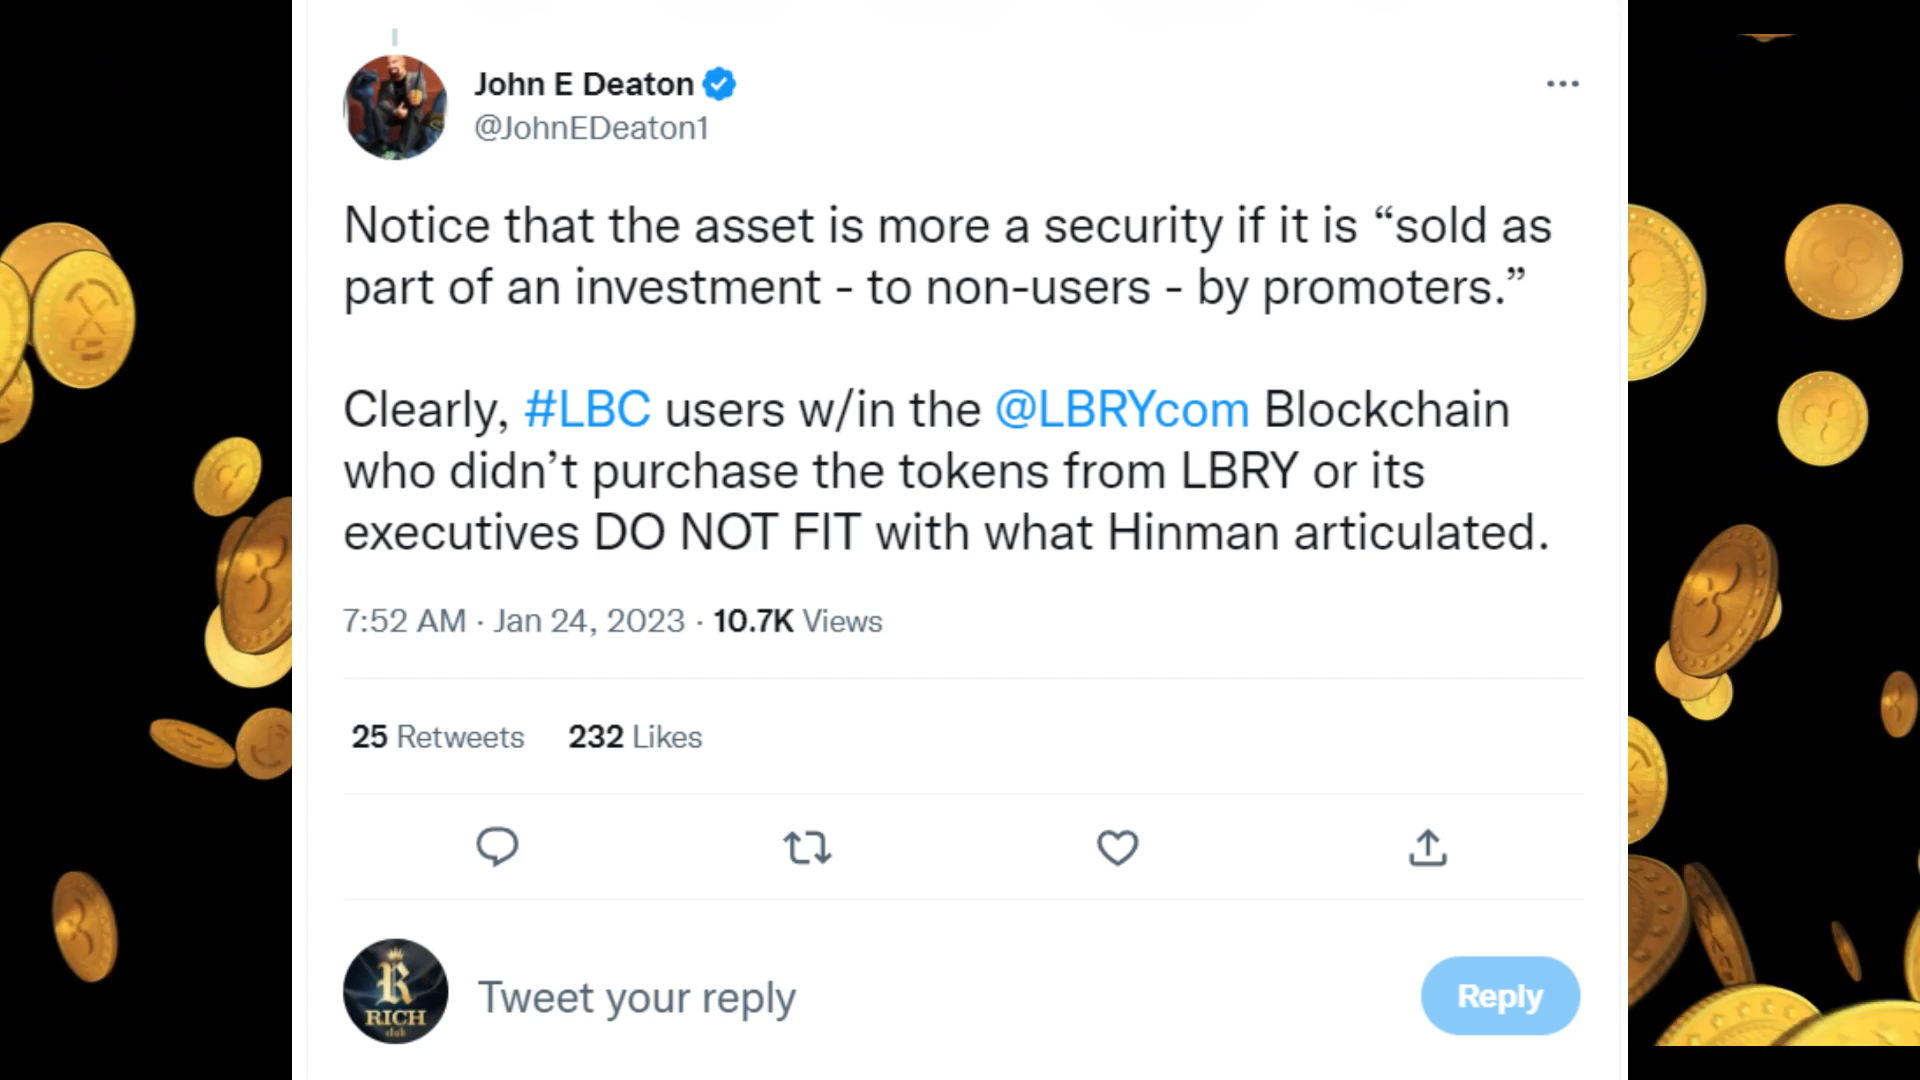 John E Deaton
@JohnEDeaton1
Notice that the asset is more a security if it is “sold as
part of an investment - to non-users - by promoters.”
Clearly, #LBC users w/in the @LBRYcom Blockchain
who didn’t purchase the tokens from LBRY or its
executives DO NOT FIT with what Hinman articulated.
7:52 AM · Jan 24, 2023 · 10.7K Views
25 Retweets 232 Likes
R
RICH
club
Tweet your reply
Reply